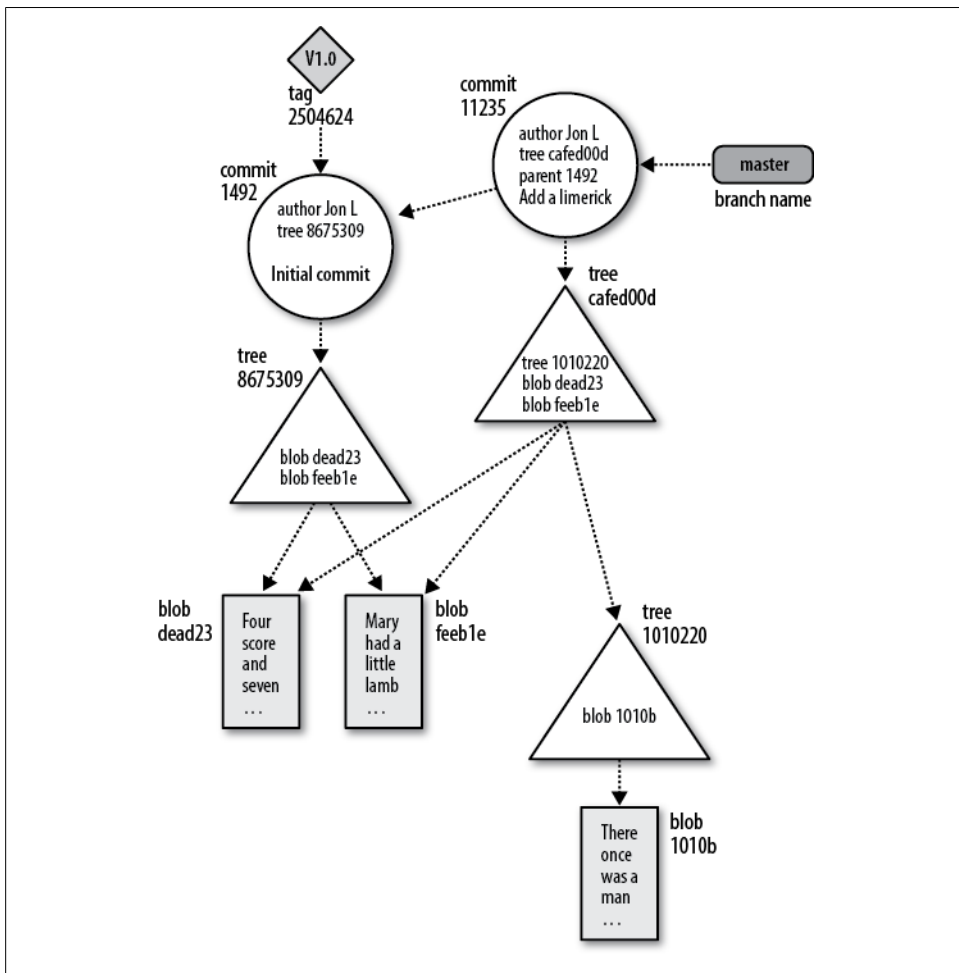 V1.0
tag
2504624
commit
11235
author Jon L
tree cafed00d
parent 1492
Add a limerick
master
branch name
commit
1492
author Jon L
tree 8675309
Initial commit
tree
cafed00d
tree 1010220
blob dead23
blob feeb1e
tree
8675309
blob dead23
blob feeb1e
blob
dead23
Four
score
and
seven
...
Mary
had a
little
lamb
...
blob
feeb1e
tree
1010220
blob 1010b
There
once
was a
man
...
blob
1010b